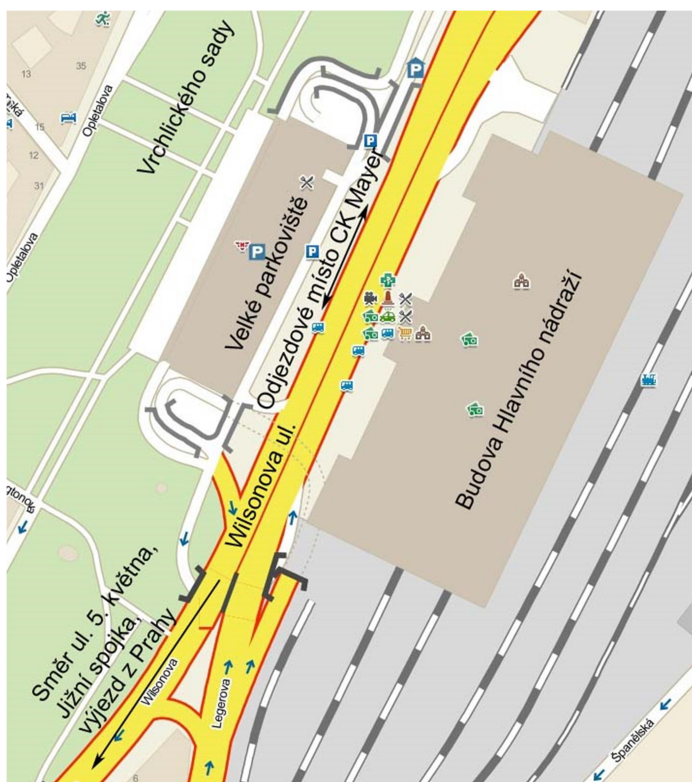 13
35
Opletalova
15
12
31
Opletalova
Vrchlického sady
P
P
P
P
Velké parkoviště
Odjezdové místo CK Mayer
Budova Hlavního nádraží
Wilsonova ul.
Směr ul. 5. května,
Jižní spojka,
výjezd z Prahy
Wilsonova
Legerova
Španělská
6